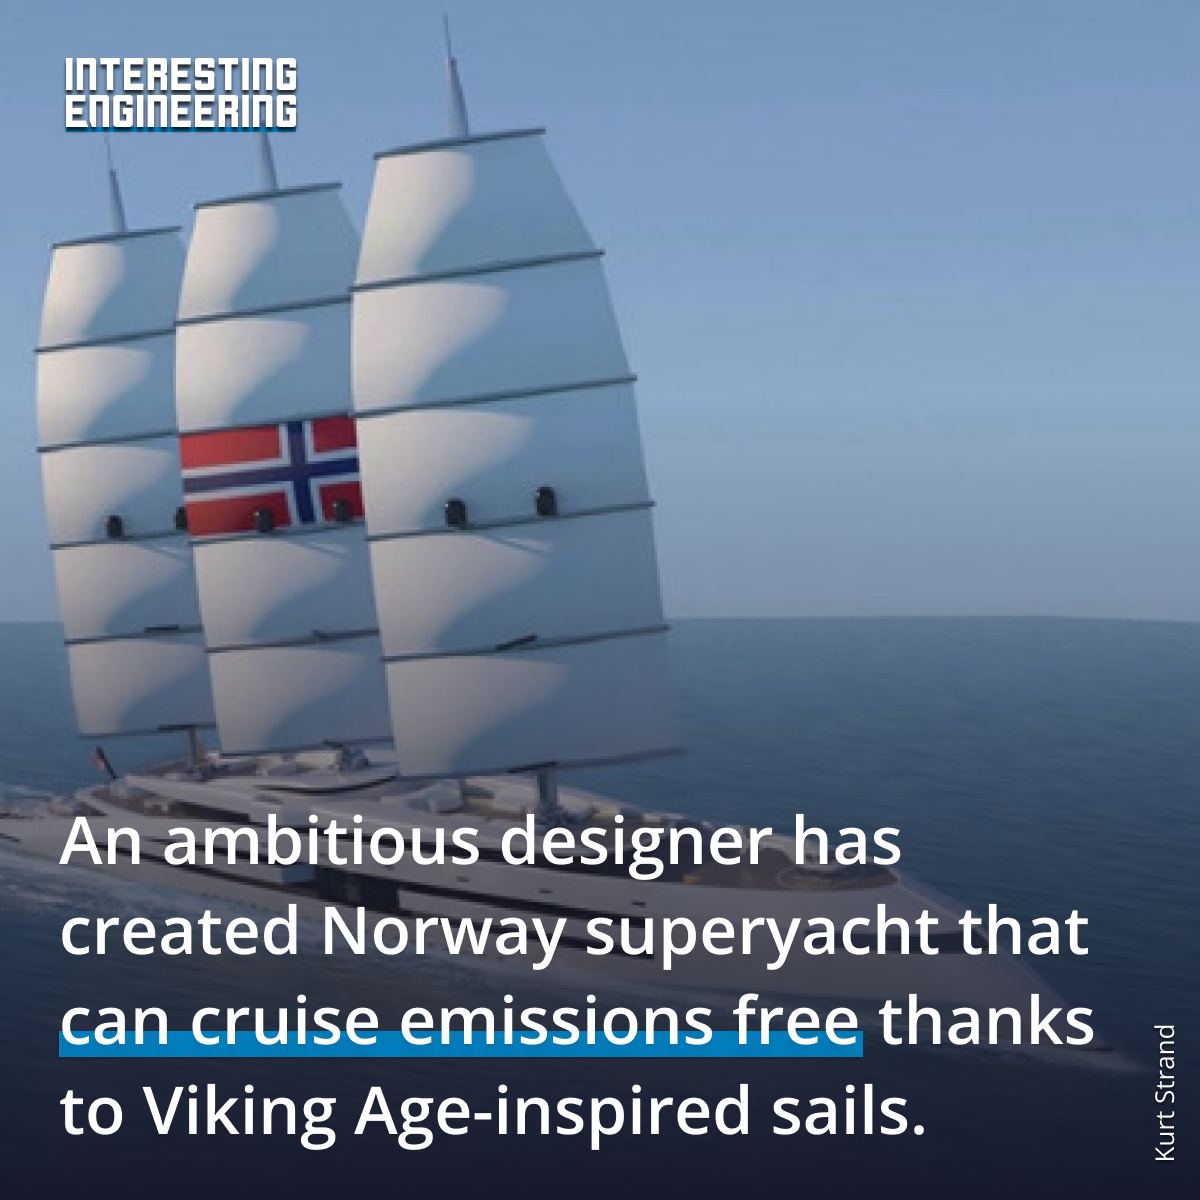 INTERESTING
ENGINEERING
An ambitious designer has
created Norway superyacht that
can cruise emissions free thanks
to Viking Age-inspired sails.
Kurt Strand